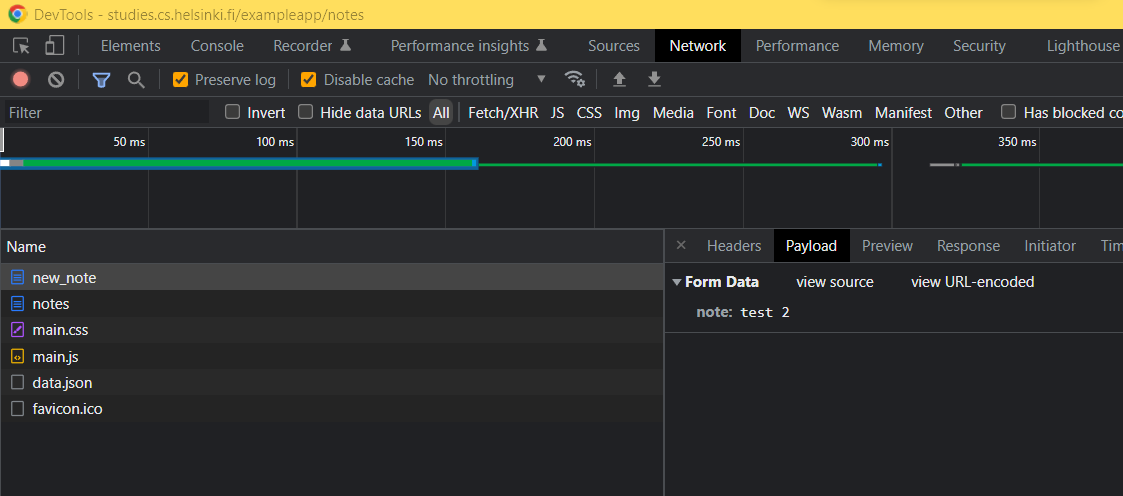 DevTools - studies.cs.helsinki.fi/exampleapp/notes
Elements Console Recorder Performance insights Sources Network Performance Memory Security Lighthouse
Preserve log Disable cache No throttling
Filter Invert Hide data URLs All Fetch/XHR JS CSS Img Media Font Doc WS Wasm Manifest Other Has blocked co
50 ms 100 ms 150 ms 200 ms 250 ms 300 ms 350 ms
Name
× Headers Payload Preview Response Initiator Tim
new_note
notes
main.css
main.js
data.json
favicon.ico
Form Data view source view URL-encoded
note: test 2